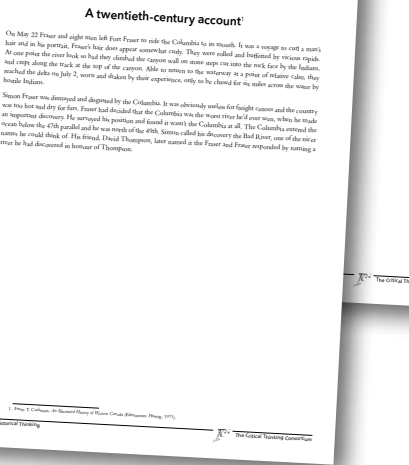 A twentieth-century account¹
On May 22 Fraser and eight men left Fort Fraser to ride the Columbia to its mouth. It was a voyage to curl a man's
hair and in his portrait, Fraser's hair does appear somewhat curly. They were rolled and buffetted by vicious rapids.
At one point the river look so bad they climbed the canyon wall on stone steps cut into the rock face by the Indians,
and crept along the track at the top of the canyon. Able to return to the waterway at a point of relative calm, they
reached the delta on July 2, worn and shaken by their experience, only to be chased for six miles across the water by
hostile Indians.
Simon Fraser was dismayed and disgusted by the Columbia. It was obviously useless for freight canoes and the country
was too hot and dry for furs. Fraser had decided that the Columbia was the worst river he'd ever seen, when he made
an important discovery. He surveyed his position and found it wasn't the Columbia at all. The Columbia entered the
ocean below the 47th parallel and he was north of the 49th. Simon called his discovery the Bad River, one of the nicer
names he could think of. His friend, David Thompson, later named it the Fraser and Fraser responded by naming a
river he had discovered in honour of Thompson.
1. An Illustrated History of Western Canada 1977).
The Critical Thinking Consortium
The Critical Th